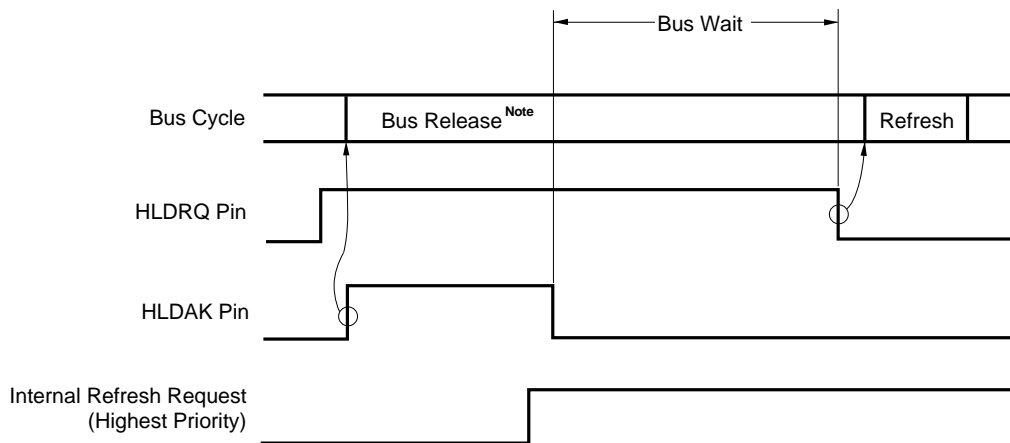 Bus Wait
Bus Cycle
Bus Release Note
Refresh
HLDRQ Pin
HLDAK Pin
Internal Refresh Request
(Highest Priority)